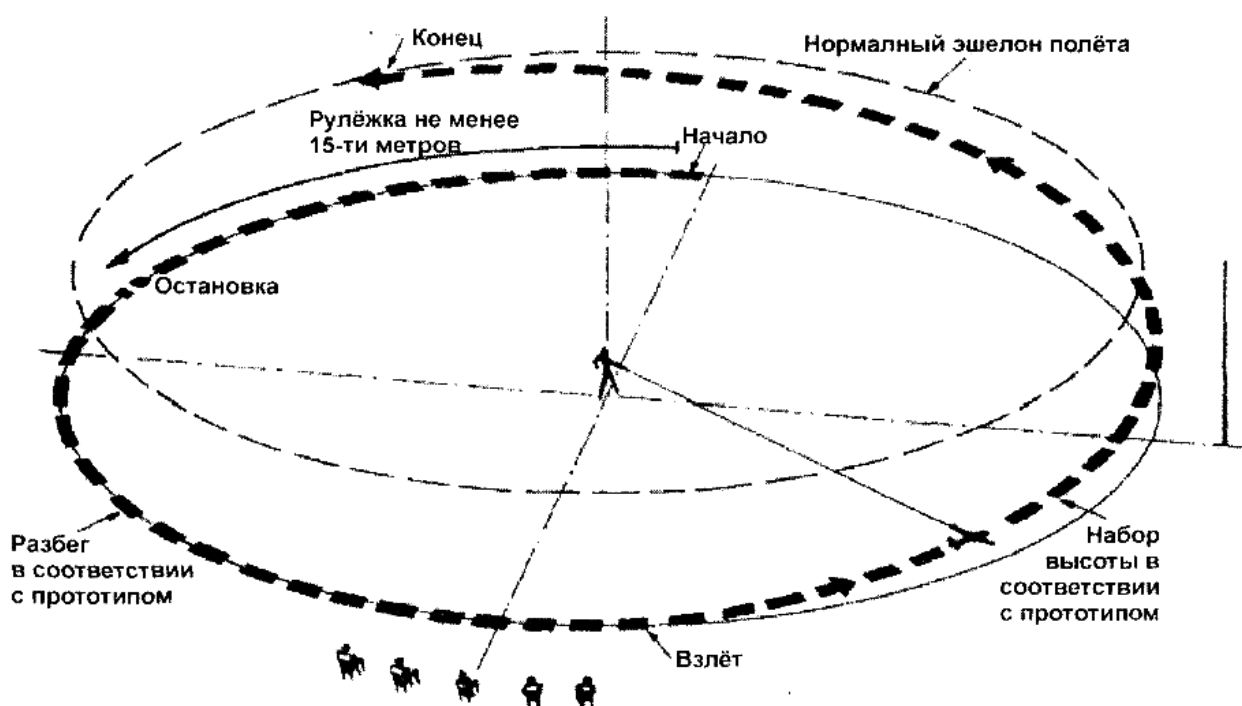 Конец
Нормалный эшелон полёта
Рулёжка не менее
15-ти метров
Начало
Остановка
Разбег
в соответствии
с прототипом
Набор
высоты в
соответствии
с прототипом
Взлёт